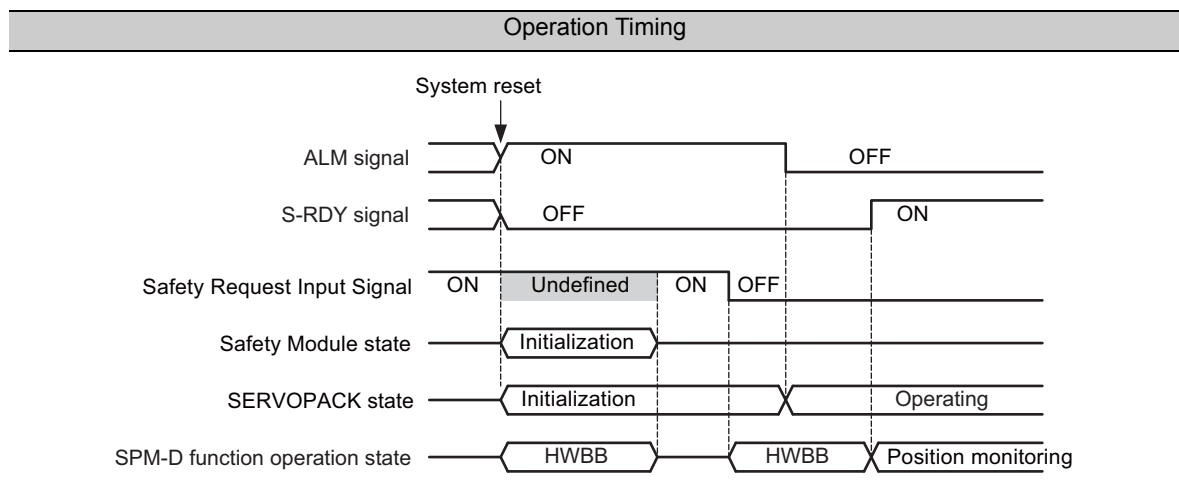 Operation Timing
System reset
ALM signal ON OFF
S-RDY signal OFF ON
Safety Request Input Signal ON Undefined ON OFF
Safety Module state Initialization
SERVOPACK state Initialization Operating
SPM-D function operation state HWBB HWBB Position monitoring